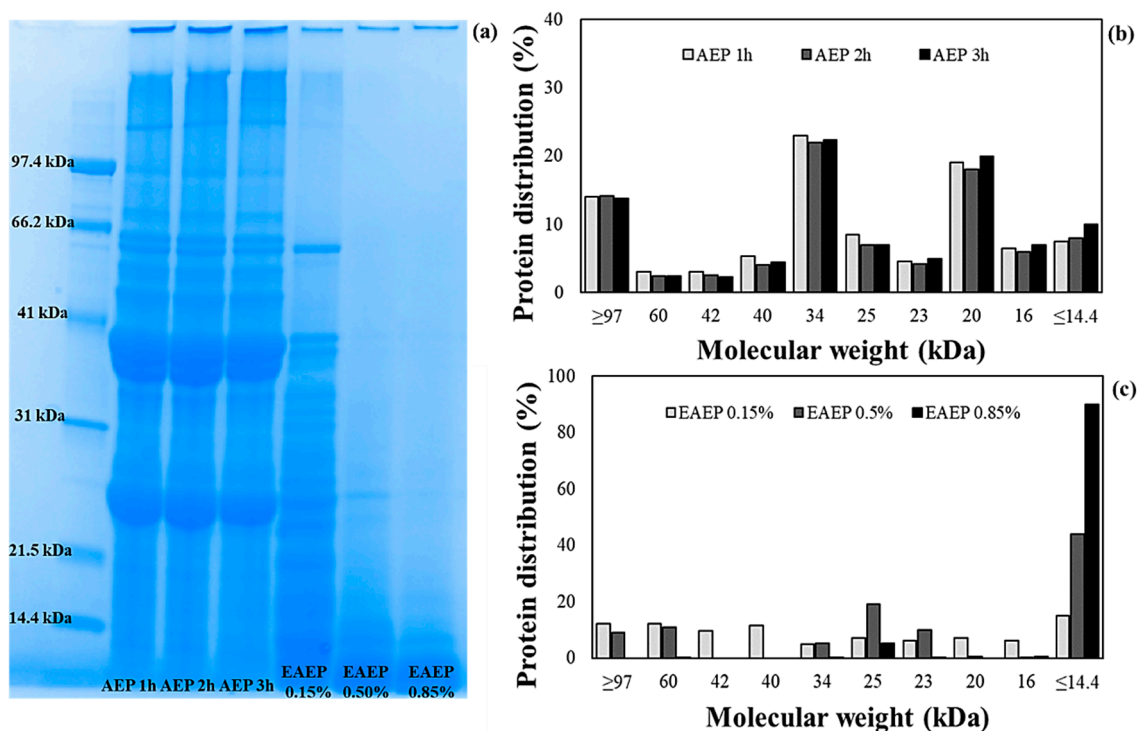 (a)
97.4 kDa
66.2 kDa
41 kDa
31 kDa
21.5 kDa
14.4 kDa
AEP 1h AEP 2h AEP 3h EAEP 0.15% EAEP 0.50% EAEP 0.85%
(b)
Protein distribution (%)
40
30
20
10
0
AEP 1h AEP 2h AEP 3h
≥97 60 42 40 34 25 23 20 16 ≤14.4
Molecular weight (kDa)
(c)
Protein distribution (%)
100
80
60
40
20
0
EAEP 0.15% EAEP 0.5% EAEP 0.85%
≥97 60 42 40 34 25 23 20 16 ≤14.4
Molecular weight (kDa)